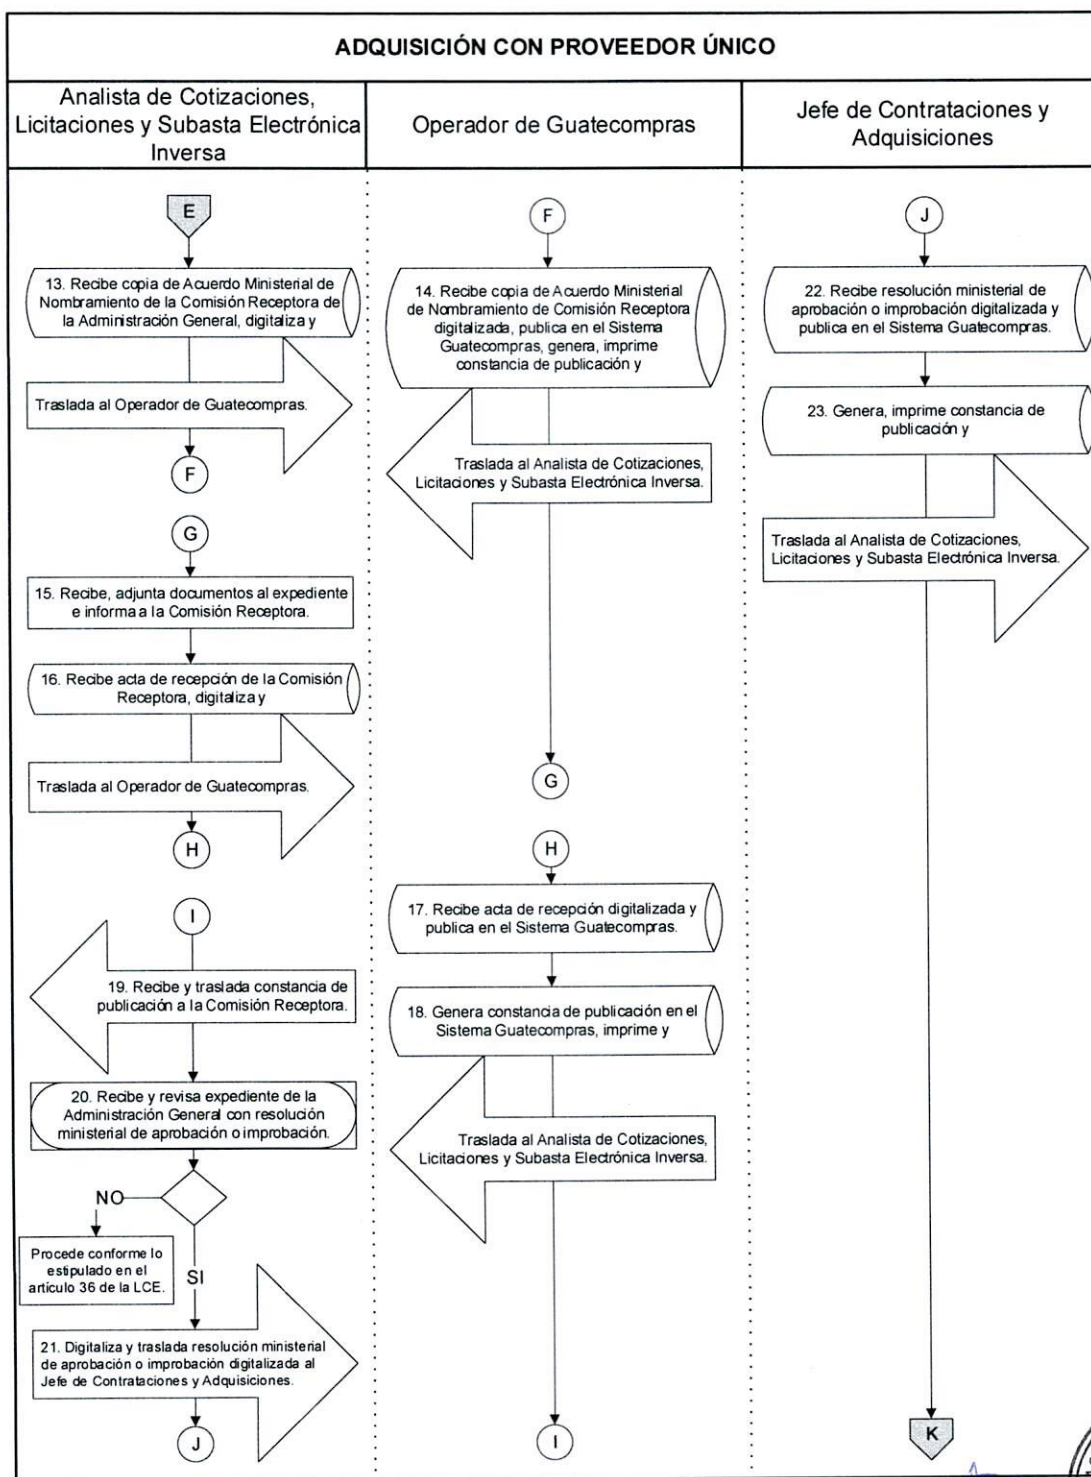 ADQUISICIÓN CON PROVEEDOR ÚNICO
Analista de Cotizaciones,
Licitaciones y Subasta Electrónica
Inversa
Operador de Guatecompras
Jefe de Contrataciones y
Adquisiciones
E
13. Recibe copia de Acuerdo Ministerial de
Nombramiento de la Comisión Receptora de
la Administración General, digitaliza y
Traslada al Operador de Guatecompras.
F
G
15. Recibe, adjunta documentos al expediente
e informa a la Comisión Receptora.
16. Recibe acta de recepción de la Comisión
Receptora, digitaliza y
Traslada al Operador de Guatecompras.
H
I
19. Recibe y traslada constancia de
publicación a la Comisión Receptora.
20. Recibe y revisa expediente de la
Administración General con resolución
ministerial de aprobación o improbación.
NO
Procede conforme lo
estipulado en el
artículo 36 de la LCE.
SI
21. Digitaliza y traslada resolución ministerial
de aprobación o improbación digitalizada al
Jefe de Contrataciones y Adquisiciones.
J
F
14. Recibe copia de Acuerdo Ministerial
de Nombramiento de Comisión Receptora
digitalizada, publica en el Sistema
Guatecompras, genera, imprime
constancia de publicación y
Traslada al Analista de Cotizaciones,
Licitaciones y Subasta Electrónica Inversa.
G
H
17. Recibe acta de recepción digitalizada y
publica en el Sistema Guatecompras.
18. Genera constancia de publicación en el
Sistema Guatecompras, imprime y
Traslada al Analista de Cotizaciones,
Licitaciones y Subasta Electrónica Inversa.
I
J
22. Recibe resolución ministerial de
aprobación o improbación digitalizada y
publica en el Sistema Guatecompras.
23. Genera, imprime constancia de
publicación y
Traslada al Analista de Cotizaciones,
Licitaciones y Subasta Electrónica Inversa.
K